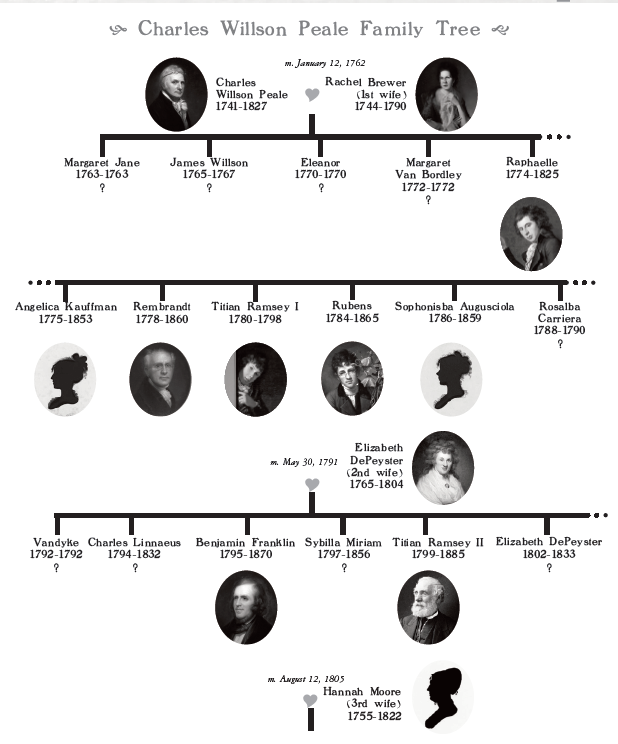 Charles Willson Peale Family Tree
m. January 12, 1762
Charles
Willson Peale
1741-1827
Rachel Brewer
(1st wife)
1744-1790
Margaret Jane
1763-1763
?
James Willson
1765-1767
?
Eleanor
1770-1770
?
Margaret
Van Bordley
1772-1772
?
Raphaelle
1774-1825
Angelica Kauffman
1775-1853
Rembrandt
1778-1860
Titian Ramsey I
1780-1798
Rubens
1784-1865
Sophonisba Augusciola
1786-1859
Rosalba
Carriera
1788-1790
?
m. May 30, 1791
Elizabeth
DePeyster
(2nd wife)
1765-1804
Vandyke
1792-1792
?
Charles Linnaeus
1794-1832
?
Benjamin Franklin
1795-1870
Sybilla Miriam
1797-1856
?
Titian Ramsey II
1799-1885
Elizabeth DePeyster
1802-1833
?
m. August 12, 1805
Hannah Moore
(3rd wife)
1755-1822